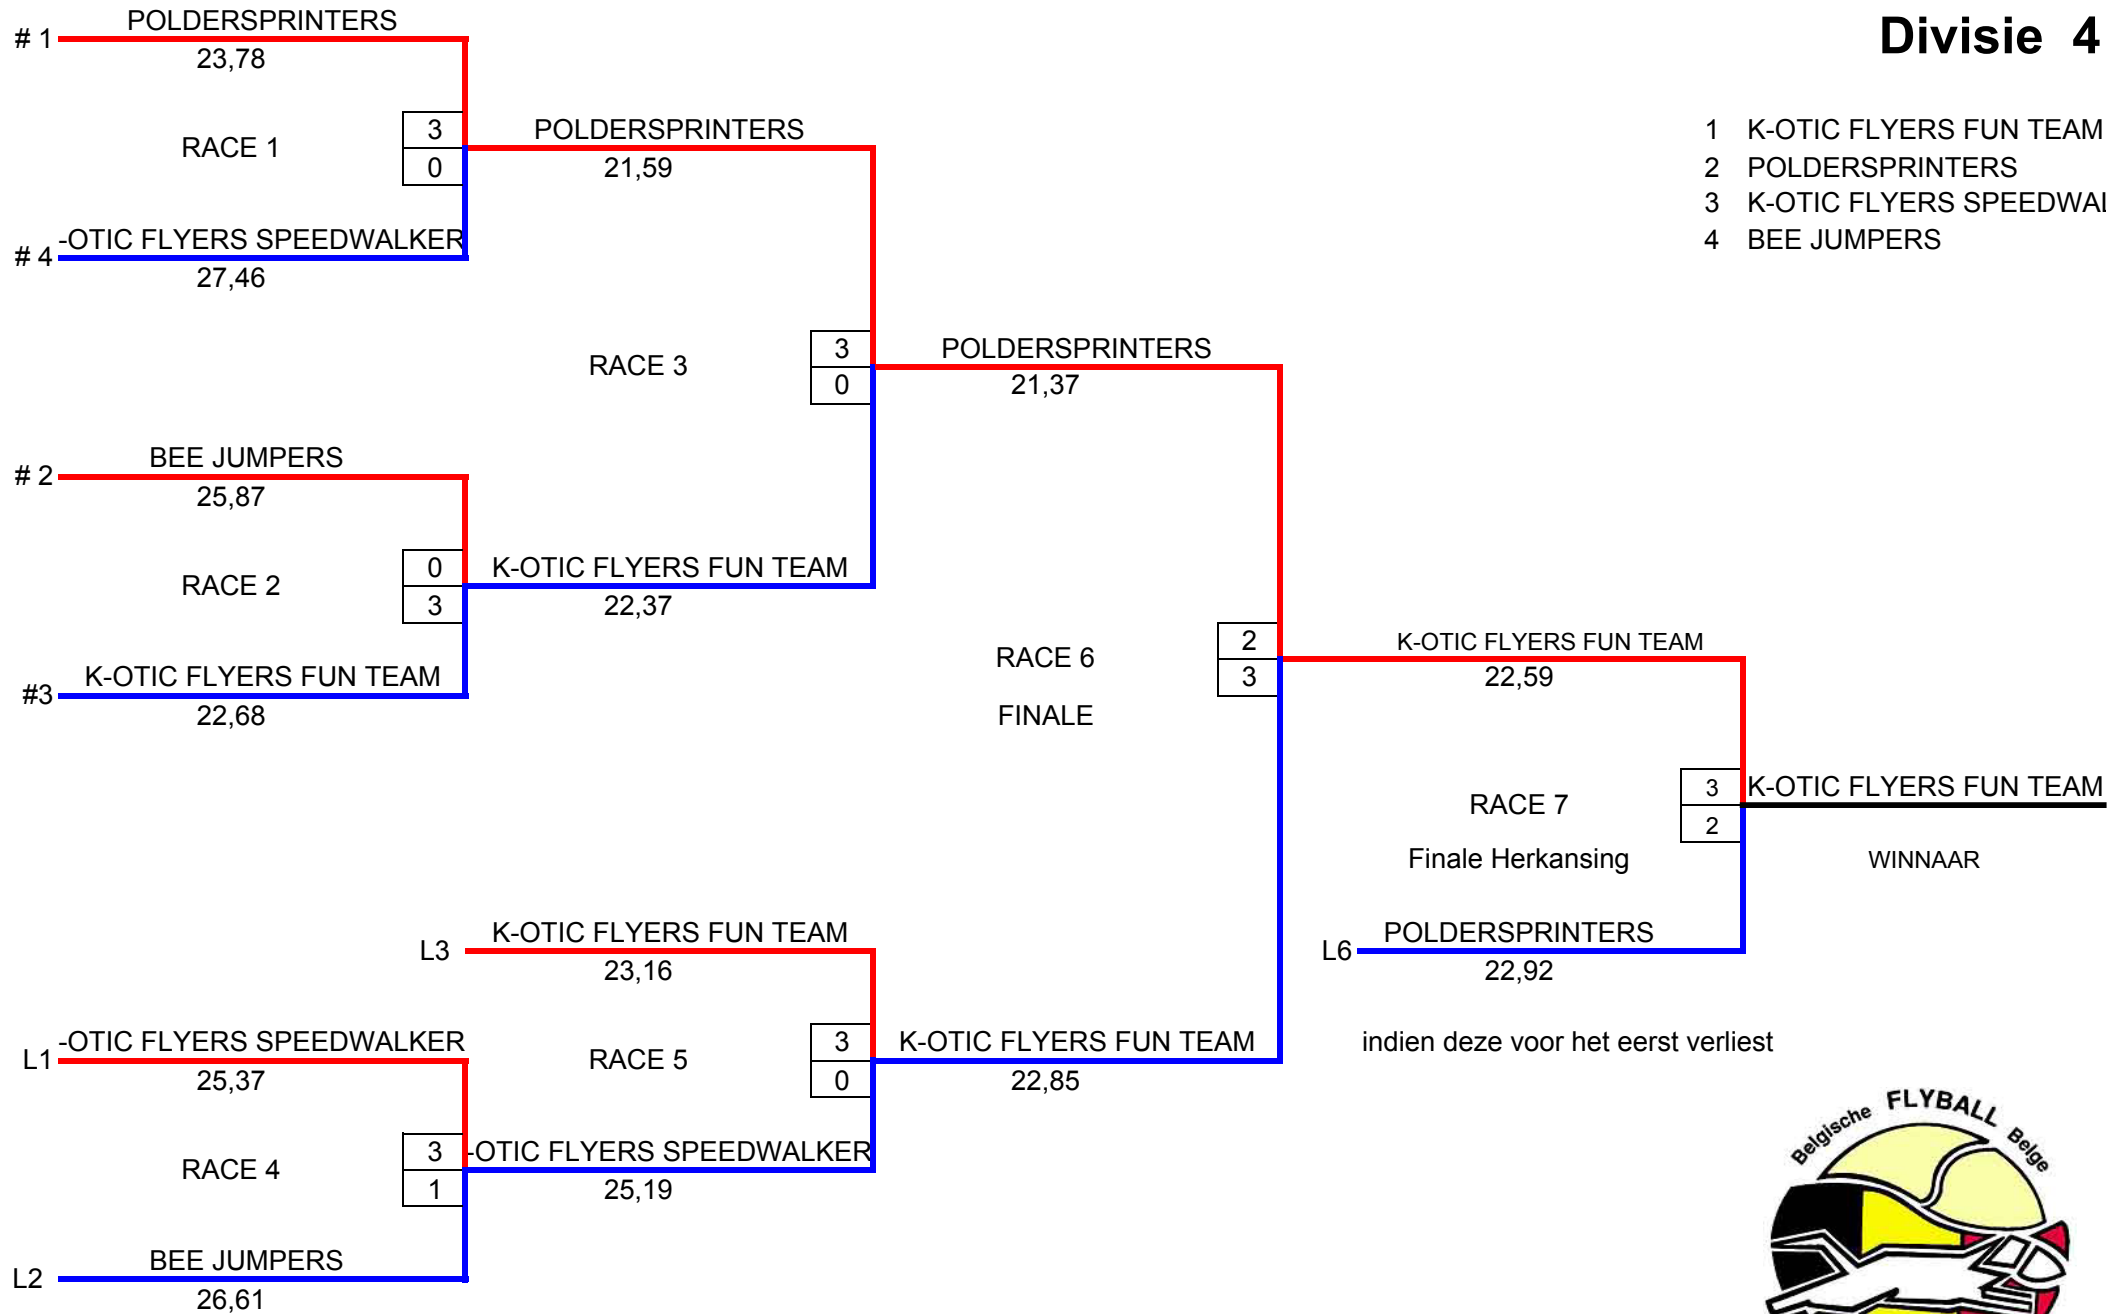 Divisie 4
POLDERSPRINTERS
# 1
23,78
RACE 1
3
0
-OTIC FLYERS SPEEDWALKER
# 4
27,46
POLDERSPRINTERS
21,59
1 K-OTIC FLYERS FUN TEAM
2 POLDERSPRINTERS
3 K-OTIC FLYERS SPEEDWAL
4 BEE JUMPERS
RACE 3
3
0
POLDERSPRINTERS
21,37
BEE JUMPERS
# 2
25,87
RACE 2
0
3
K-OTIC FLYERS FUN TEAM
22,37
K-OTIC FLYERS FUN TEAM
#3
22,68
RACE 6
2
3
FINALE
K-OTIC FLYERS FUN TEAM
22,59
RACE 7
3
2
Finale Herkansing
K-OTIC FLYERS FUN TEAM
WINNAAR
L3
K-OTIC FLYERS FUN TEAM
23,16
L6
POLDERSPRINTERS
22,92
indien deze voor het eerst verliest
L1
-OTIC FLYERS SPEEDWALKER
25,37
RACE 5
3
0
K-OTIC FLYERS FUN TEAM
22,85
RACE 4
3
1
-OTIC FLYERS SPEEDWALKER
25,19
BEE JUMPERS
L2
26,61
Belgische FLYBALL Belge